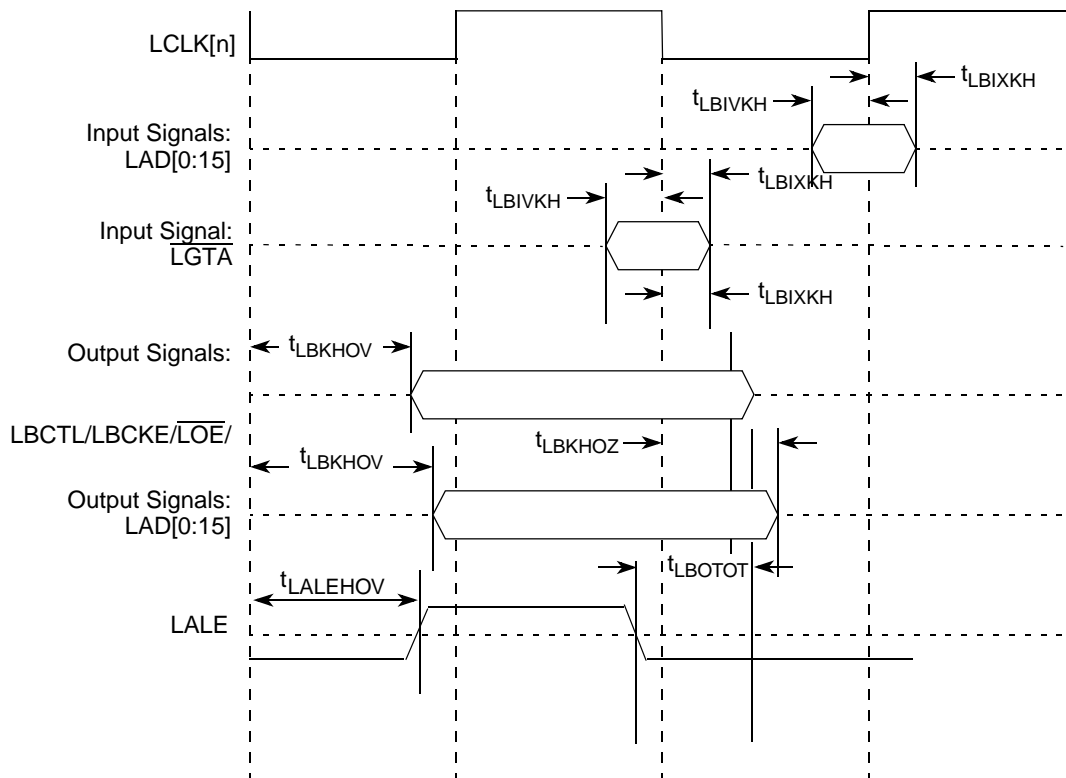 LCLK[n]
tLBIXKH
tLBIVKH
Input Signals:
LAD[0:15]
tLBIXKH
tLBIVKH
Input Signal:
LGTA
tLBIXKH
Output Signals:
tLBKHOV
LBCTL/LBCKE/LOE/
tLBKHOZ
tLBKHOV
Output Signals:
LAD[0:15]
tLBOTOT
tLALEHOV
LALE